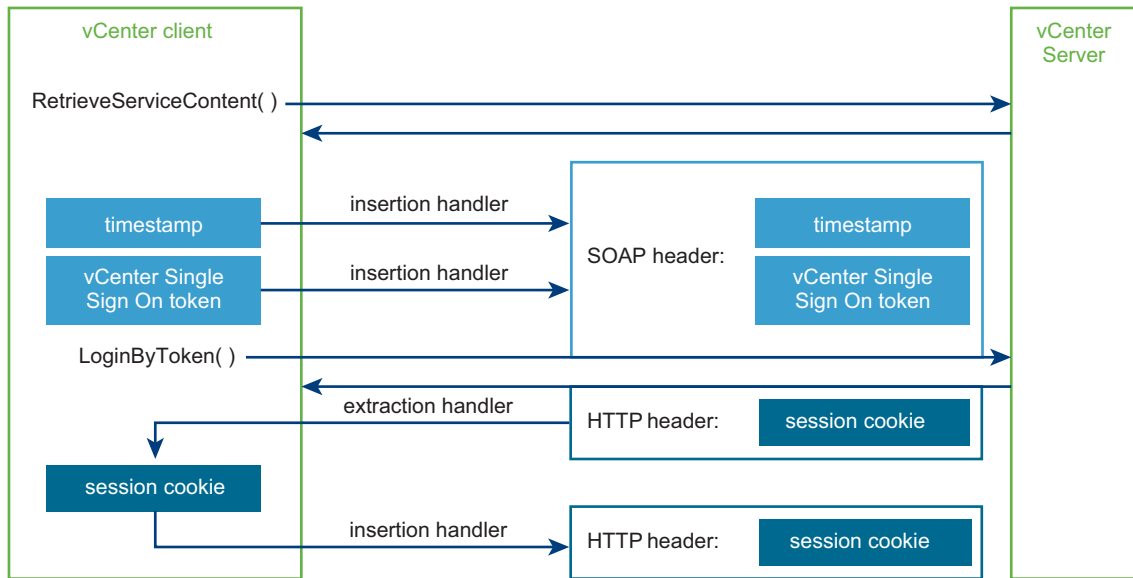 vCenter client
vCenter
Server
RetrieveServiceContent( )
insertion handler
timestamp
timestamp
SOAP header:
insertion handler
vCenter Single
Sign On token
vCenter Single
Sign On token
LoginByToken( )
extraction handler
HTTP header:
session cookie
session cookie
insertion handler
HTTP header:
session cookie